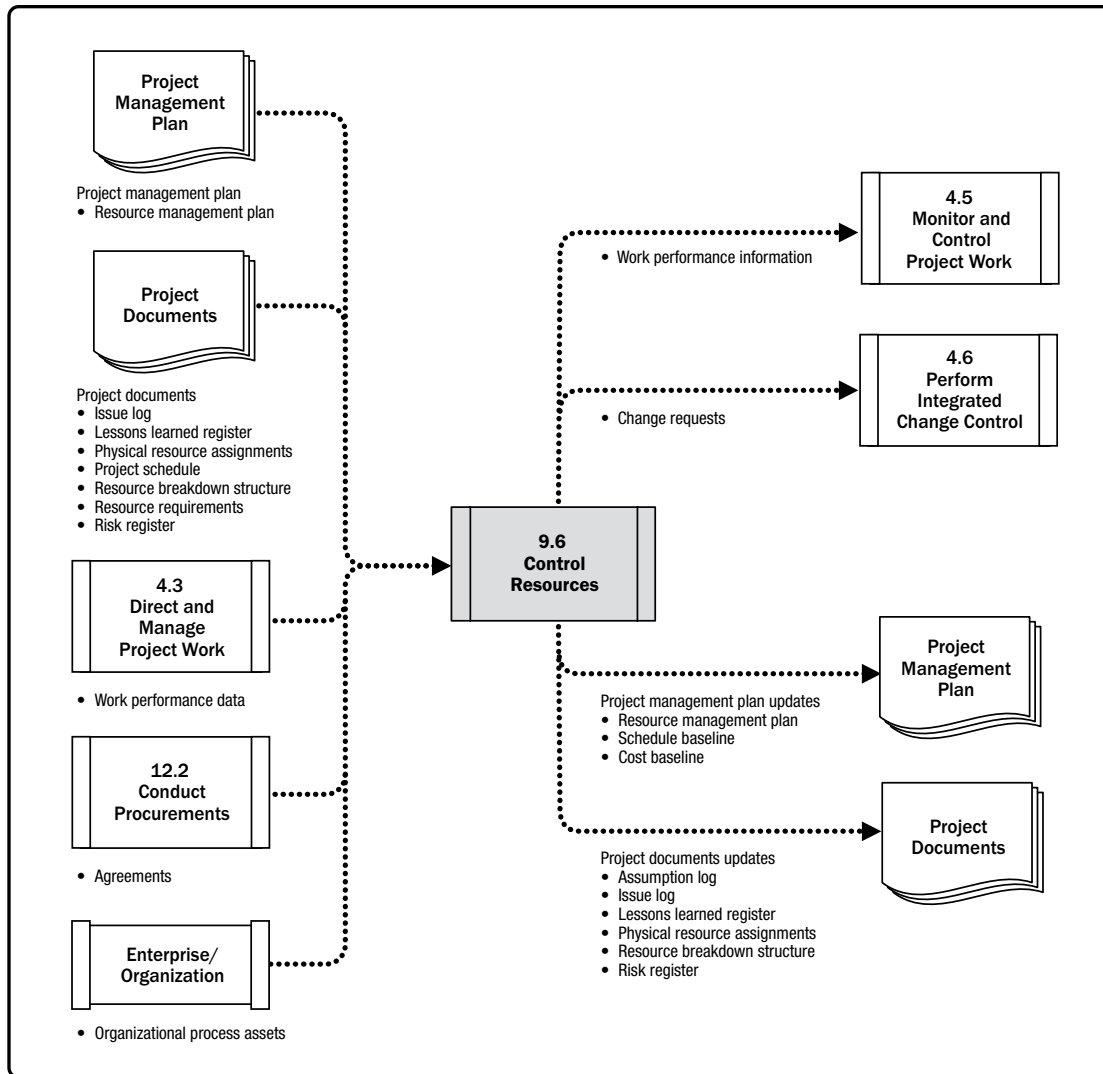 Project
Management
Plan
Project management plan
• Resource management plan
Project
Documents
Project documents
• Issue log
• Lessons learned register
• Physical resource assignments
• Project schedule
• Resource breakdown structure
• Resource requirements
• Risk register
4.3
Direct and
Manage
Project Work
• Work performance data
12.2
Conduct
Procurements
• Agreements
Enterprise/
Organization
• Organizational process assets
9.6
Control
Resources
• Work performance information
4.5
Monitor and
Control
Project Work
• Change requests
4.6
Perform
Integrated
Change Control
Project management plan updates
• Resource management plan
• Schedule baseline
• Cost baseline
Project
Management
Plan
Project documents updates
• Assumption log
• Issue log
• Lessons learned register
• Physical resource assignments
• Resource breakdown structure
• Risk register
Project
Documents